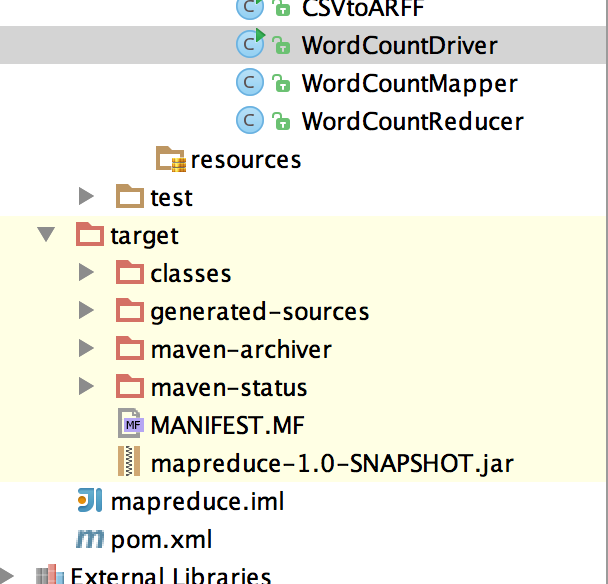 CSVtoARFF
WordCountDriver
WordCountMapper
WordCountReducer
resources
test
target
classes
generated-sources
maven-archiver
maven-status
MANIFEST.MF
mapreduce-1.0-SNAPSHOT.jar
mapreduce.iml
pom.xml
External Libraries